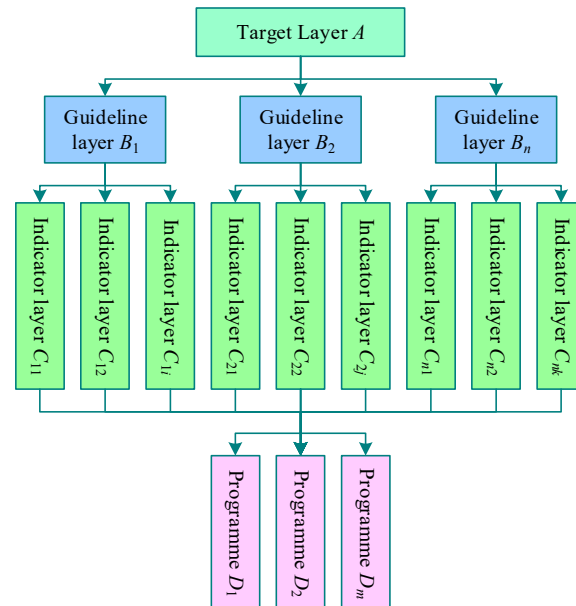 Target Layer A
Guideline
layer B₁
Guideline
layer B₂
Guideline
layer Bₙ
Indicator layer C₁₁
Indicator layer C₁₂
Indicator layer C₁ᵢ
Indicator layer C₂₁
Indicator layer C₂₂
Indicator layer C₂ⱼ
Indicator layer Cₙ₁
Indicator layer Cₙ₂
Indicator layer Cₙₖ
Programme D₁
Programme D₂
Programme Dₘ